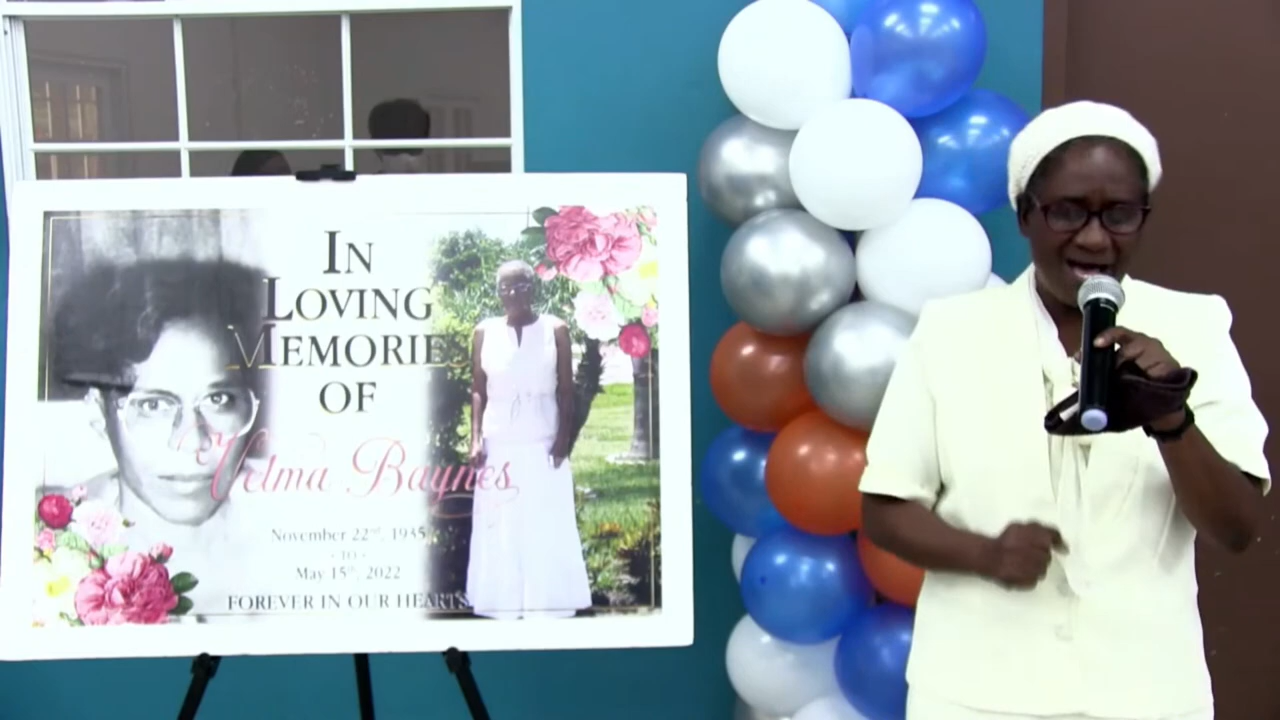 IN
LOVING
MEMORIES
OF
Velma Baynes
November 22nd, 1935
- TO -
May 15th, 2022
FOREVER IN OUR HEARTS